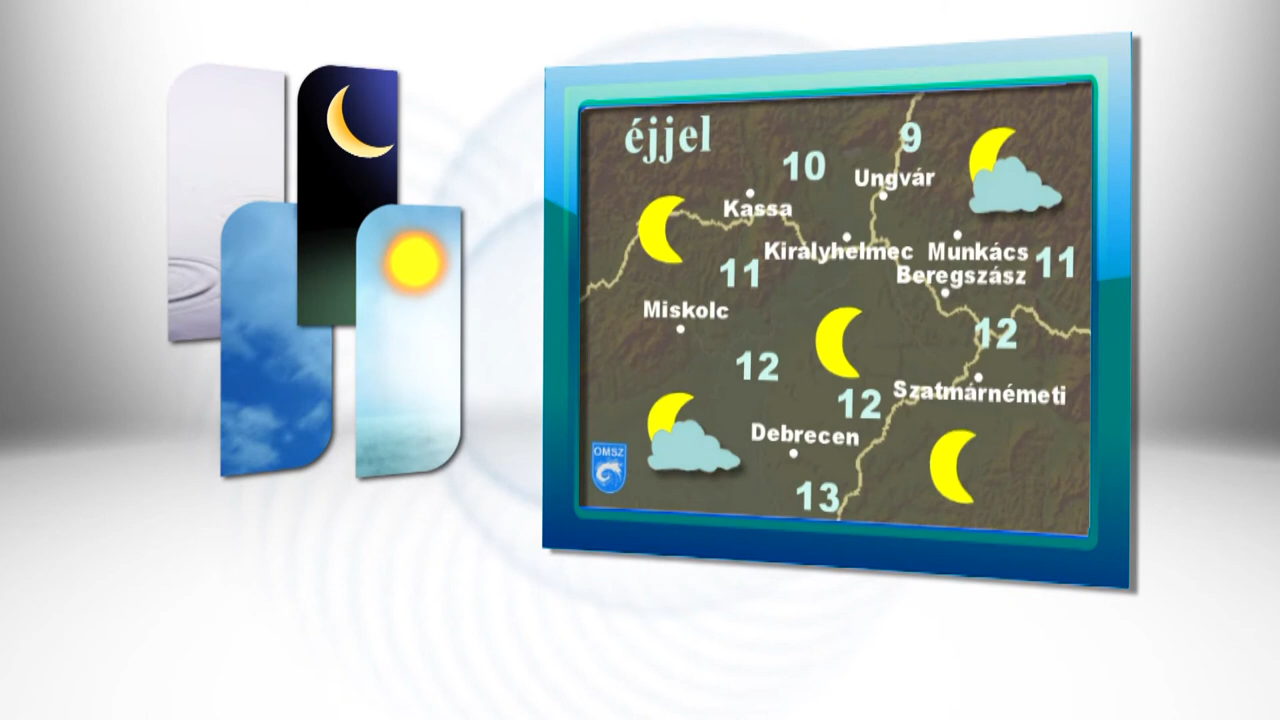 éjjel
9
10
Ungvár
Kassa
Királyhelmec
Munkács
11
11
Beregszász
Miskolc
12
12
Szatmárnémeti
12
Debrecen
OMSZ
13